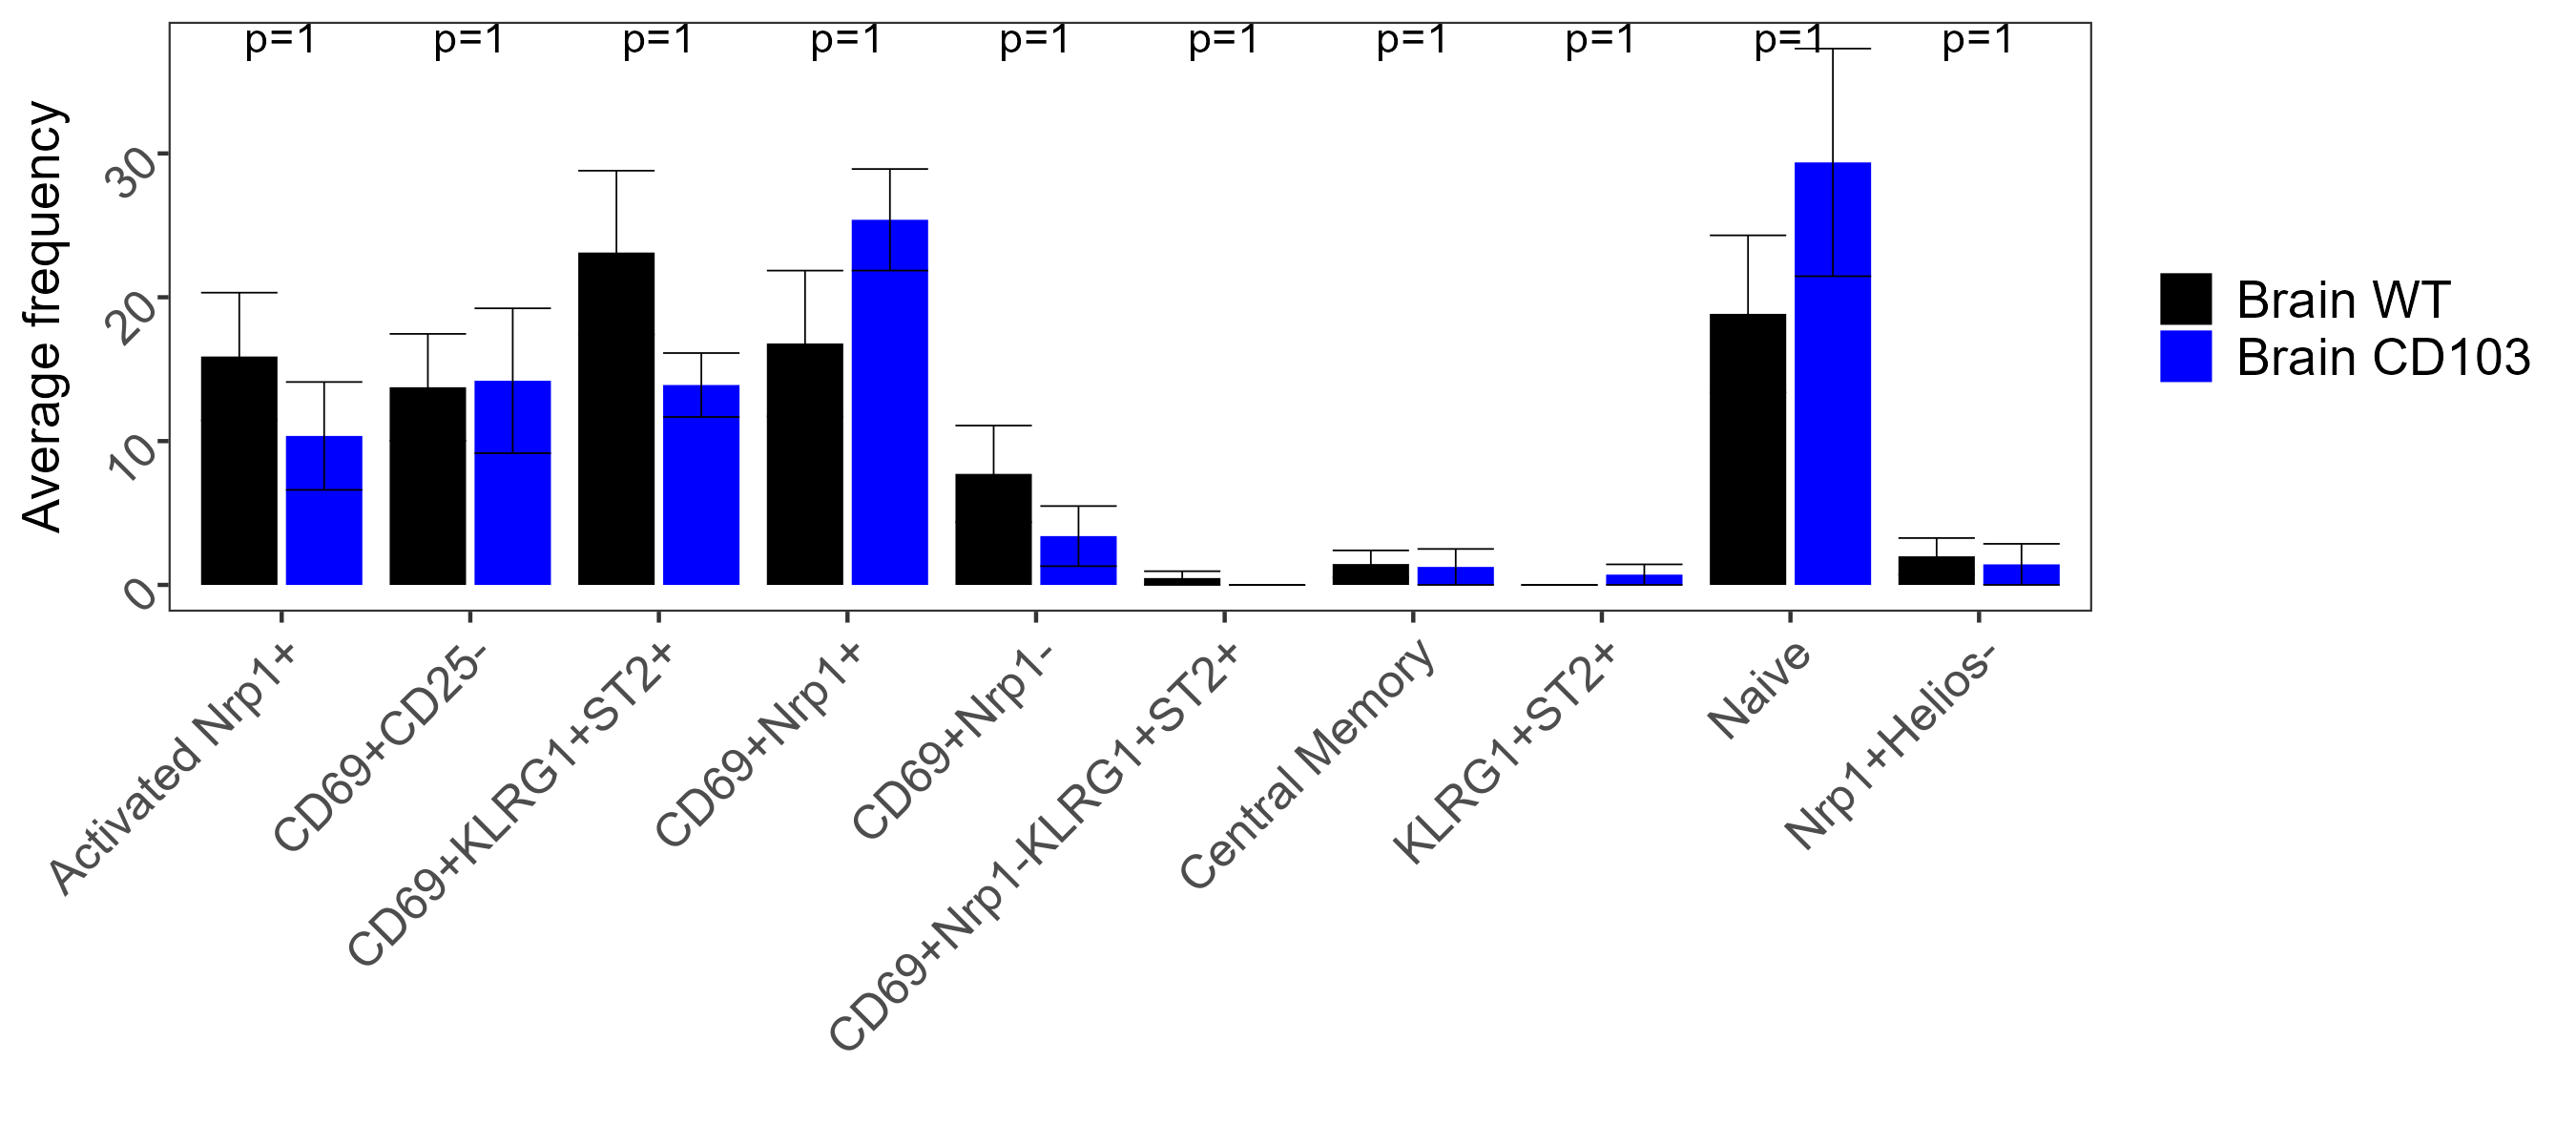 p=1 p=1 p=1 p=1 p=1 p=1 p=1 p=1 p=1 p=1
Average frequency
30
20
10
0
Activated Nrp1+
CD69+CD25-
CD69+KLRG1+ST2+
CD69+Nrp1+
CD69+Nrp1-
CD69+Nrp1-KLRG1+ST2+
Central Memory
KLRG1+ST2+
Naive
Nrp1+Helios-
Brain WT
Brain CD103